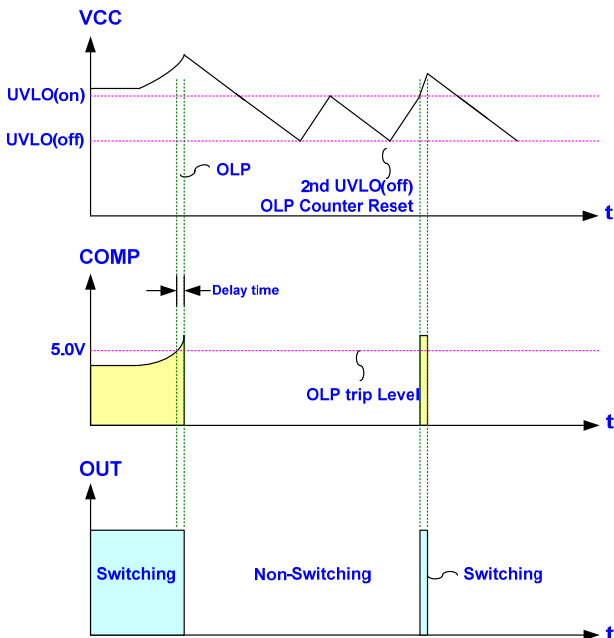 VCC
UVLO(on)
UVLO(off)
OLP
2nd UVLO(off)
OLP Counter Reset
t
COMP
Delay time
5.0V
OLP trip Level
t
OUT
Switching
Non-Switching
Switching
t